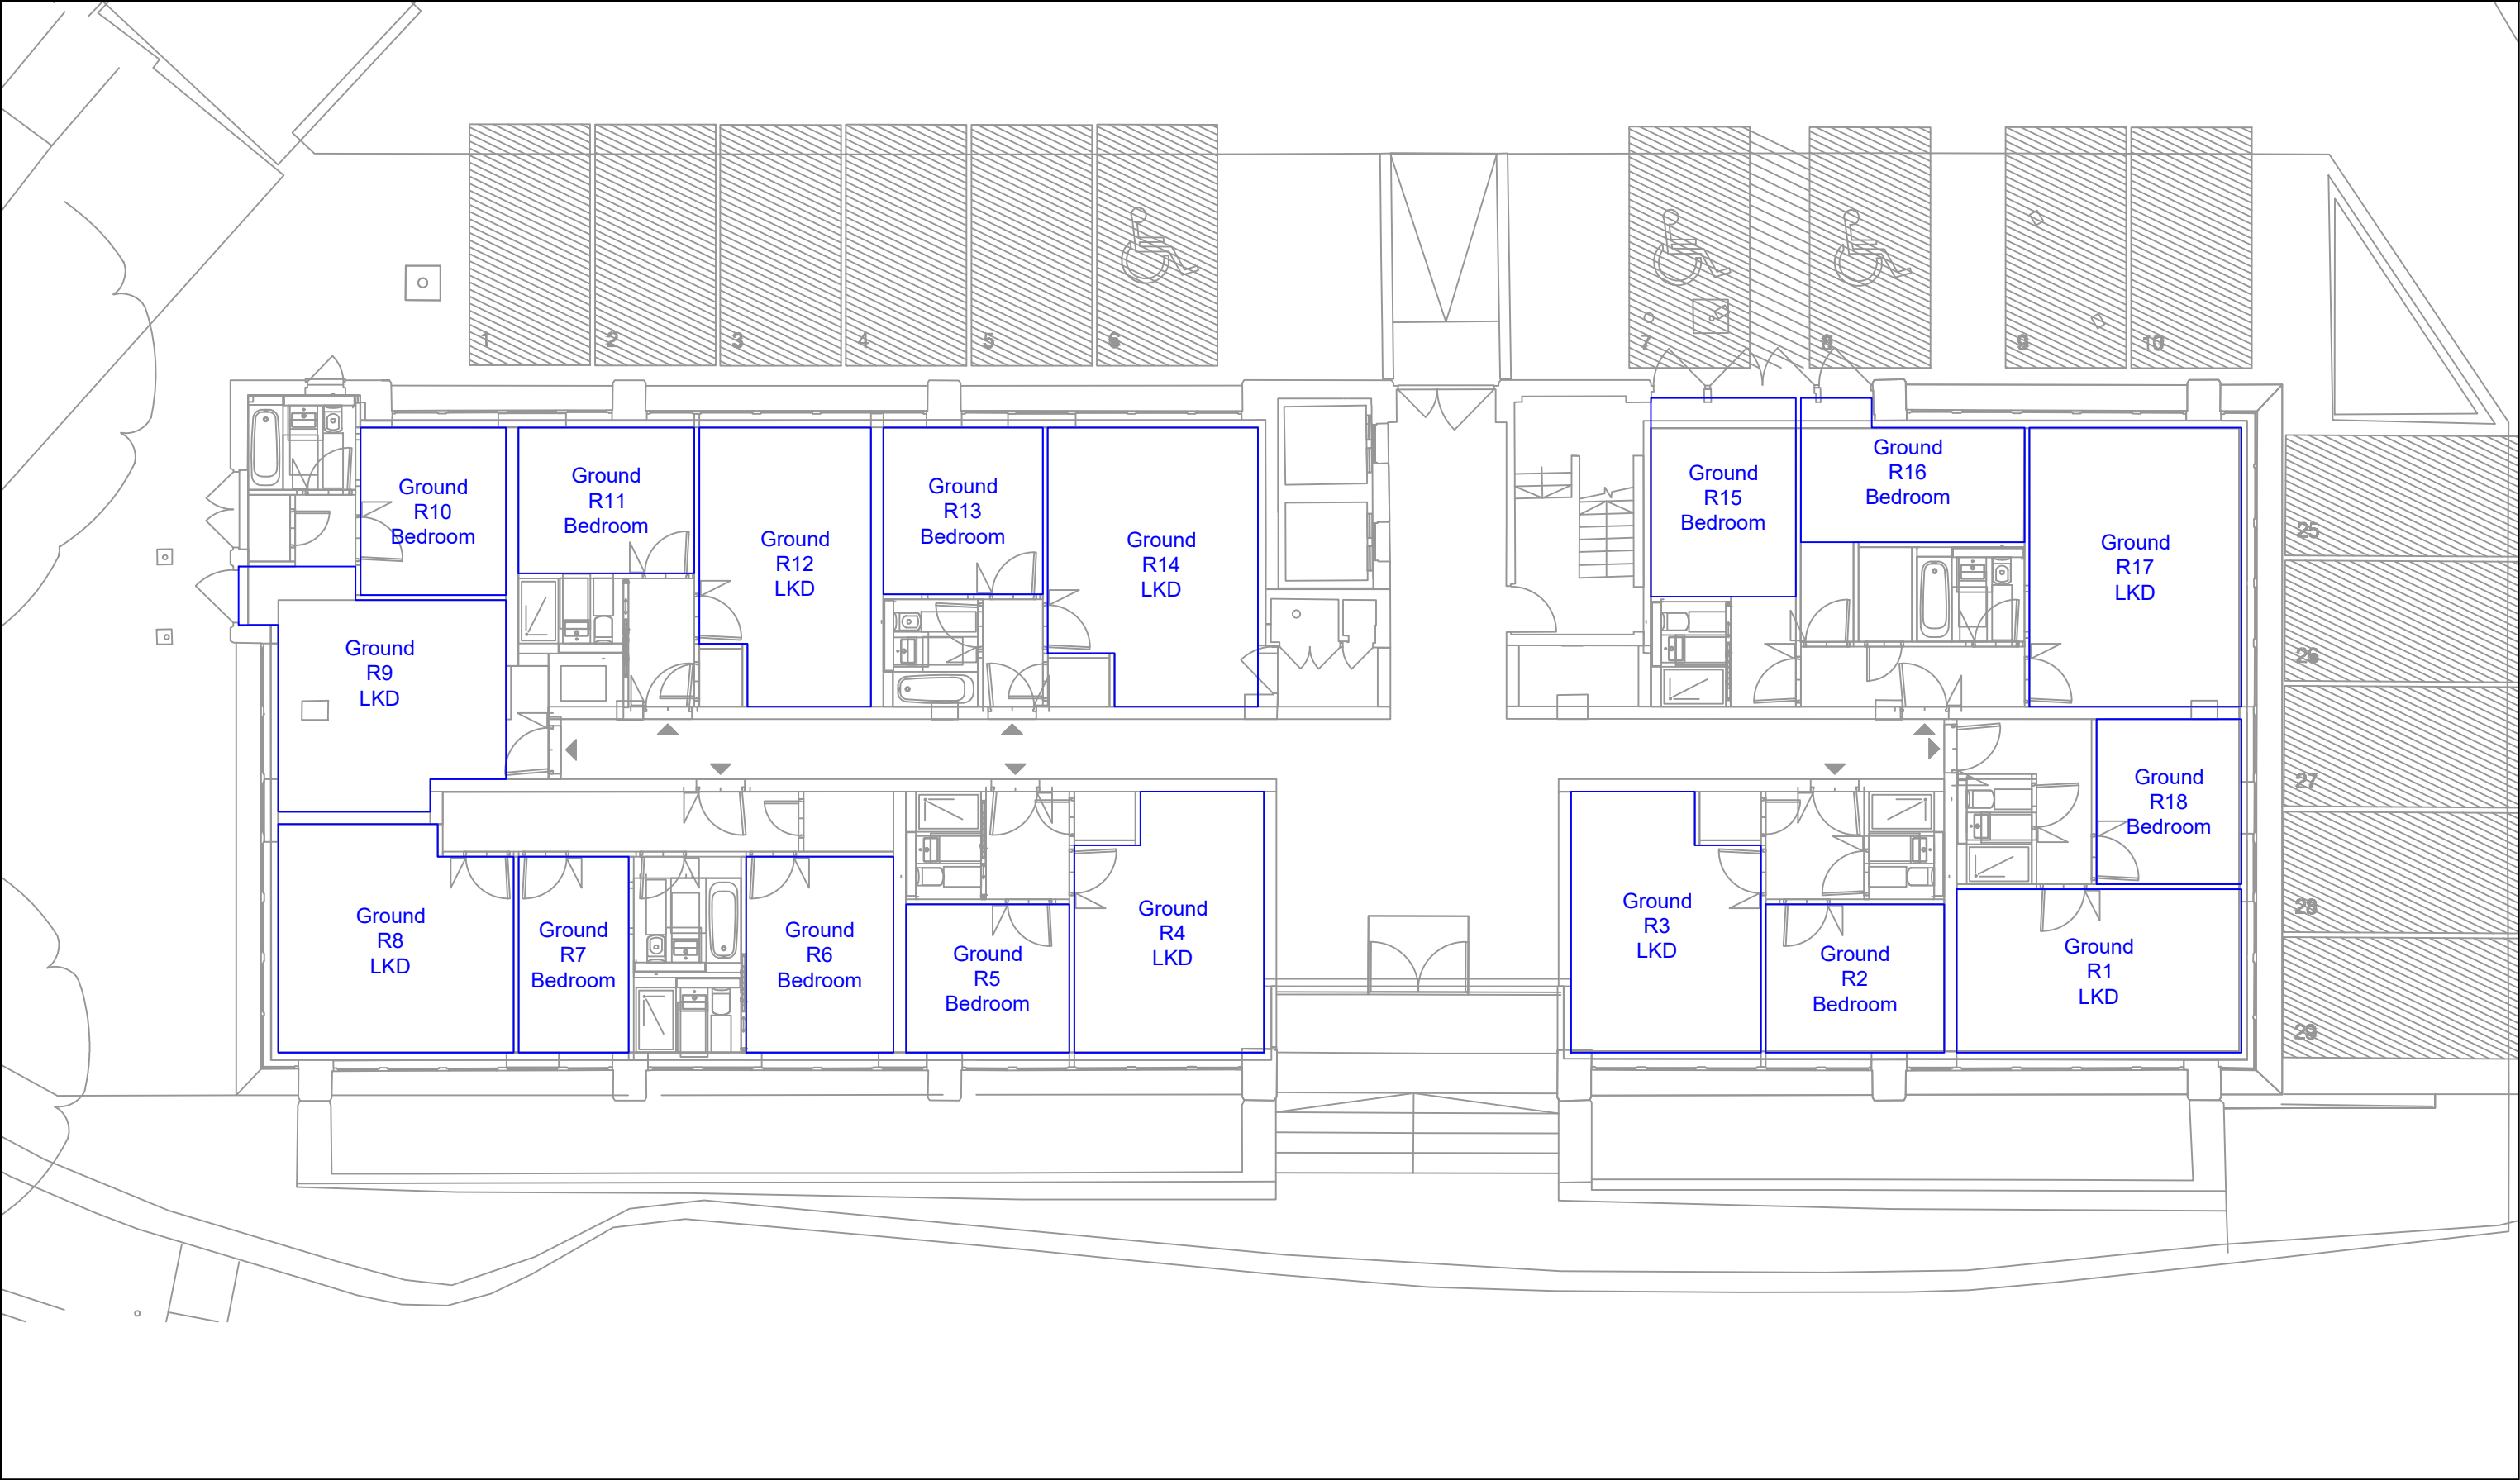 1
2
3
4
5
6
7
8
9
10
Ground
R10
Bedroom
Ground
R11
Bedroom
Ground
R12
LKD
Ground
R13
Bedroom
Ground
R14
LKD
Ground
R15
Bedroom
Ground
R16
Bedroom
Ground
R17
LKD
25
26
27
28
29
Ground
R9
LKD
Ground
R18
Bedroom
Ground
R8
LKD
Ground
R7
Bedroom
Ground
R6
Bedroom
Ground
R5
Bedroom
Ground
R4
LKD
Ground
R3
LKD
Ground
R2
Bedroom
Ground
R1
LKD